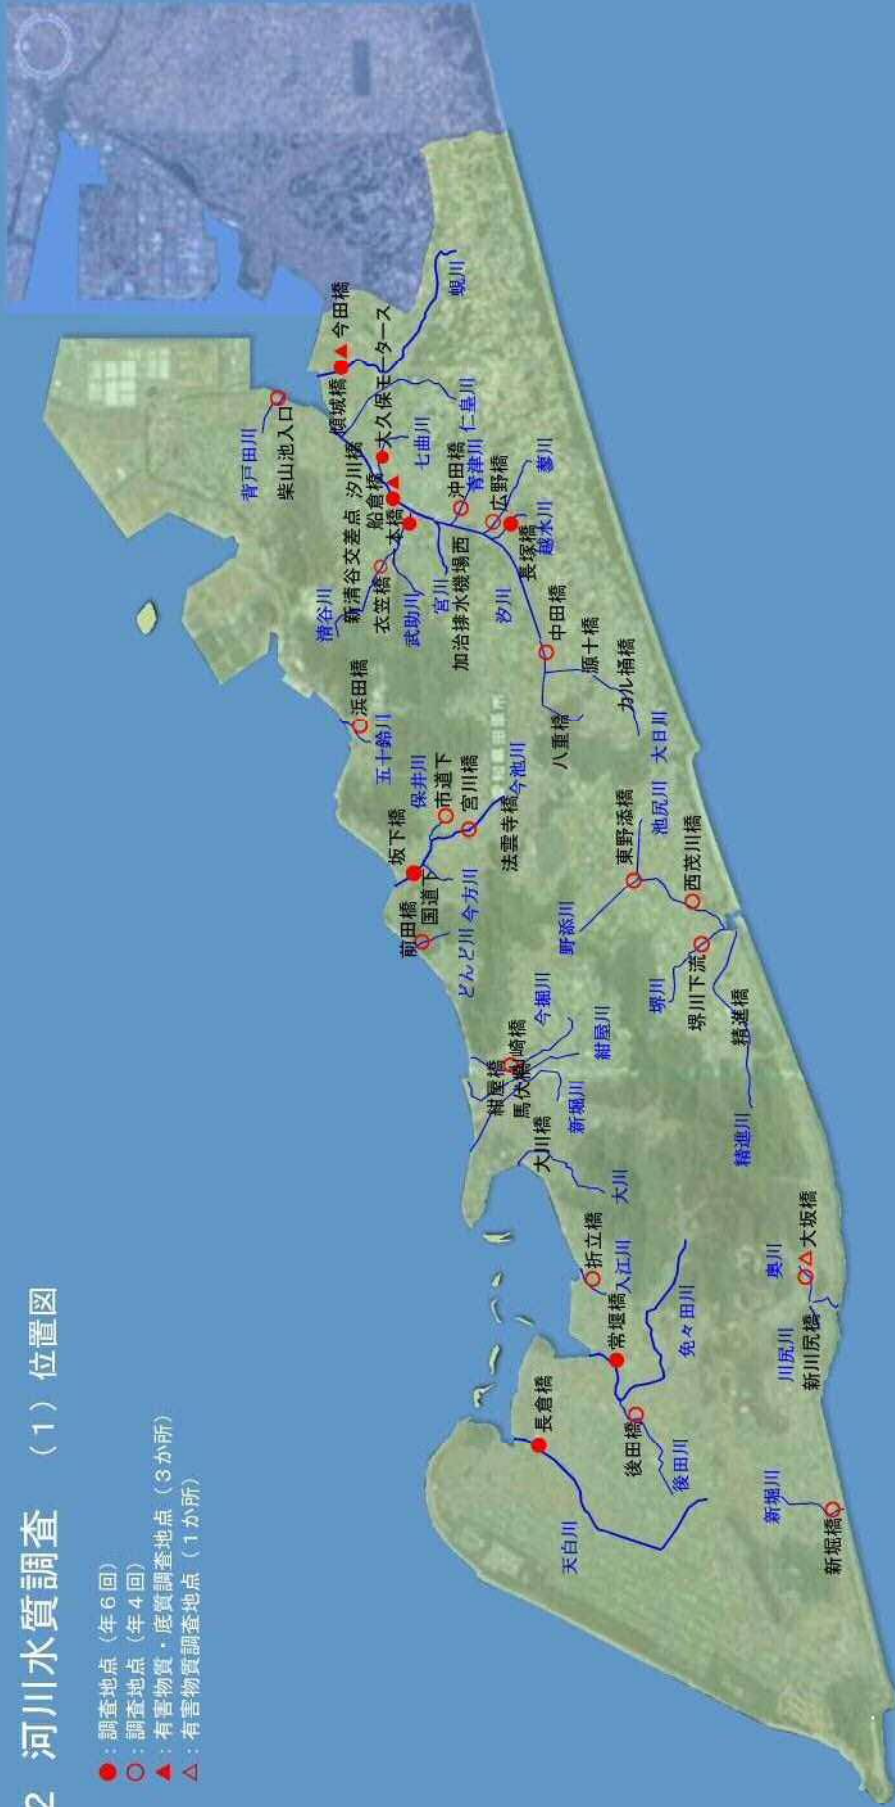 2 河川水質調査 (1)位置図
●:調査地点(年6回)
○:調査地点(年4回)
▲:有害物質・底質調査地点(3か所)
△:有害物質調査地点(1か所)
背戸田川
柴山池入口
傾城橋
今田橋
蜆川
大久保モータース
七曲川
仁皇川
汐川橋
新清谷交差点
船倉橋
本橋
清谷川
衣笠橋
武助川
宮川
加治排水機場西
沖田橋
青津川
広野橋
蓼川
越水川
長塚橋
汐川
中田橋
源十橋
カル桶橋
八重橋
大日川
浜田橋
五十鈴川
保井川
市道下
宮川橋
今池川
法雲寺橋
坂下橋
国道下
前田橋
今方川
どんど川
東野添橋
池尻川
西茂川橋
野添川
堺川
堺川下流
精進橋
精進川
今掘川
山崎橋
紺屋橋
馬伏橋
紺屋川
新堀川
大川橋
大川
折立橋
入江川
常堰橋
免々田川
長倉橋
後田橋
後田川
天白川
奥川
大坂橋
川尻川
新川尻橋
新堀川
新堀橋